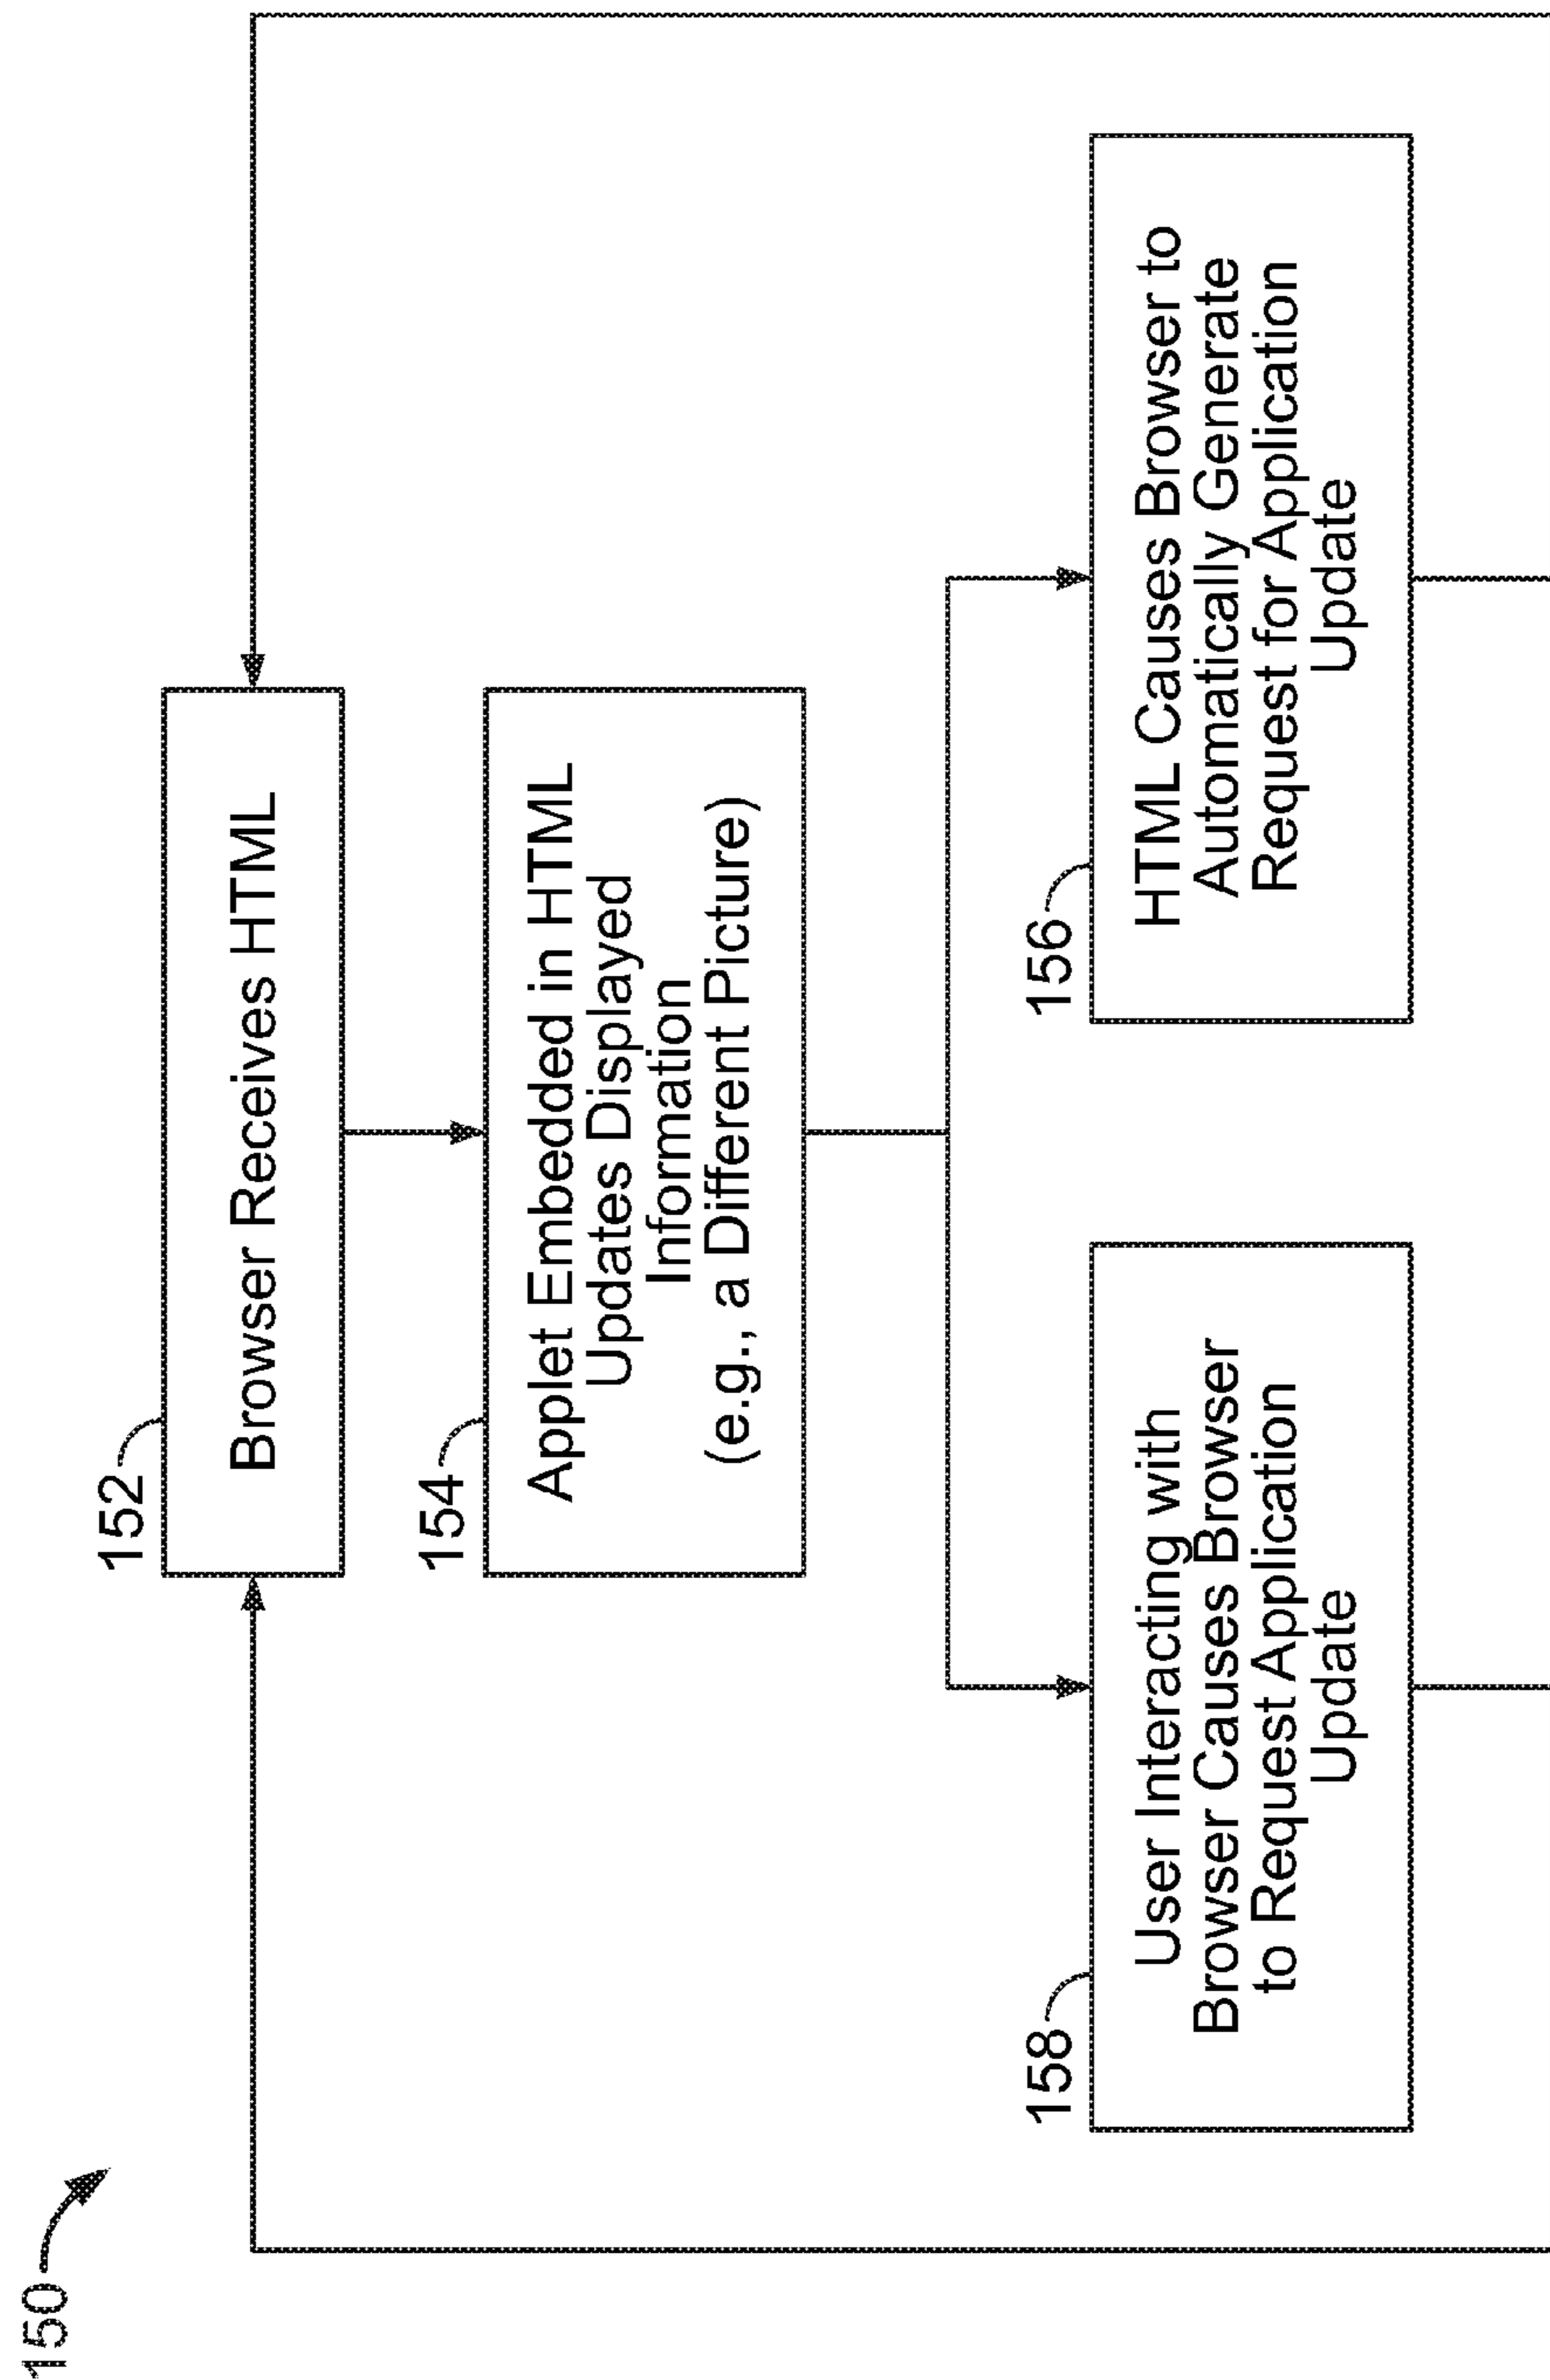 150
152
Browser Receives HTML
154
Applet Embedded in HTML
Updates Displayed
Information
(e.g., a Different Picture)
158
User Interacting with
Browser Causes Browser
to Request Application
Update
156
HTML Causes Browser to
Automatically Generate
Request for Application
Update